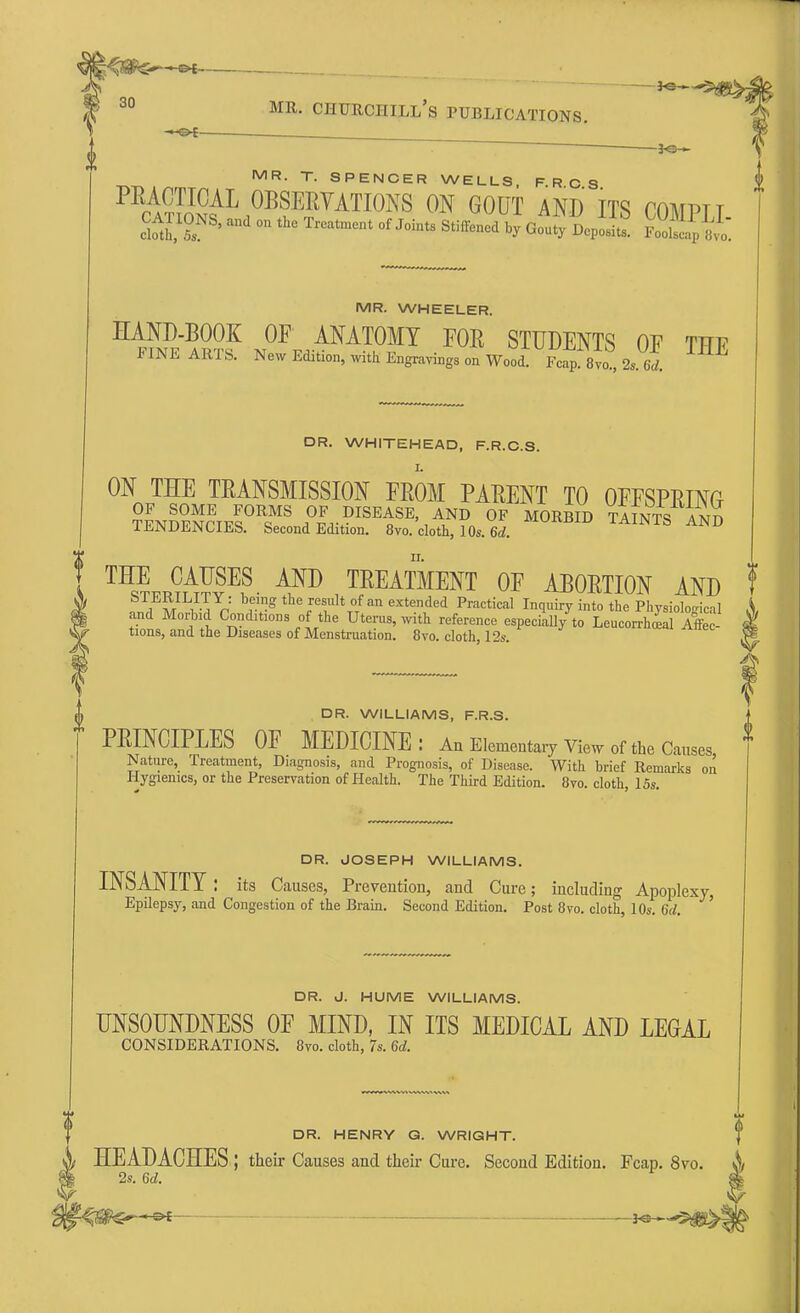 30 MR. CHURCHILL'S PUBLICATIONS.
MR. T. SPENCER WELLS, F.R.C.S.
PRACTICAL OBSERVATIONS ON GOUT AND ITS COMPLI-
CATIONS, and on the Treatment of Joints Stiffened by Gouty Deposits. Foolscap 8vo.
cloth, 5s.
MR. WHEELER.
HAND-BOOK OF ANATOMY FOR STUDENTS OF THE
FINE ARTS. New Edition, with Engravings on Wood. Fcap. 8vo., 2s. 6d.
DR. WHITEHEAD, F.R.C.S.
I.
ON THE TRANSMISSION FROM PARENT TO OFFSPRING
OF SOME FORMS OF DISEASE, AND OF MORBID TAINTS AND
TENDENCIES. Second Edition. 8vo. cloth, 10s. 6d.
II.
THE CAUSES AND TREATMENT OF ABORTION AND
STERILITY: being the result of an extended Practical Inquiry into the Physiological
and Morbid Conditions of the Uterus, with reference especially to Leucorrhœal Affec-
tions, and the Diseases of Menstruation. 8vo. cloth, 12s.
DR. WILLIAMS, F.R.S.
PRINCIPLES OF MEDICINE: An Elementary View of the Causes,
Nature, Treatment, Diagnosis, and Prognosis, of Disease. With brief Remarks on
Hygienics, or the Preservation of Health. The Third Edition. 8vo. cloth, 15s.
DR. JOSEPH WILLIAMS.
INSANITY: its Causes, Prevention, and Cure; including Apoplexy,
Epilepsy, and Congestion of the Brain. Second Edition. Post 8vo. cloth, 10s. 6d.
DR. J. HUME WILLIAMS.
UNSOUNDNESS OF MIND, IN ITS MEDICAL AND LEGAL
CONSIDERATIONS. 8vo. cloth, 7s. 6d.
DR. HENRY G. WRIGHT.
HEADACHES; their Causes and their Cure. Second Edition. Fcap. 8vo.
2s. 6d.